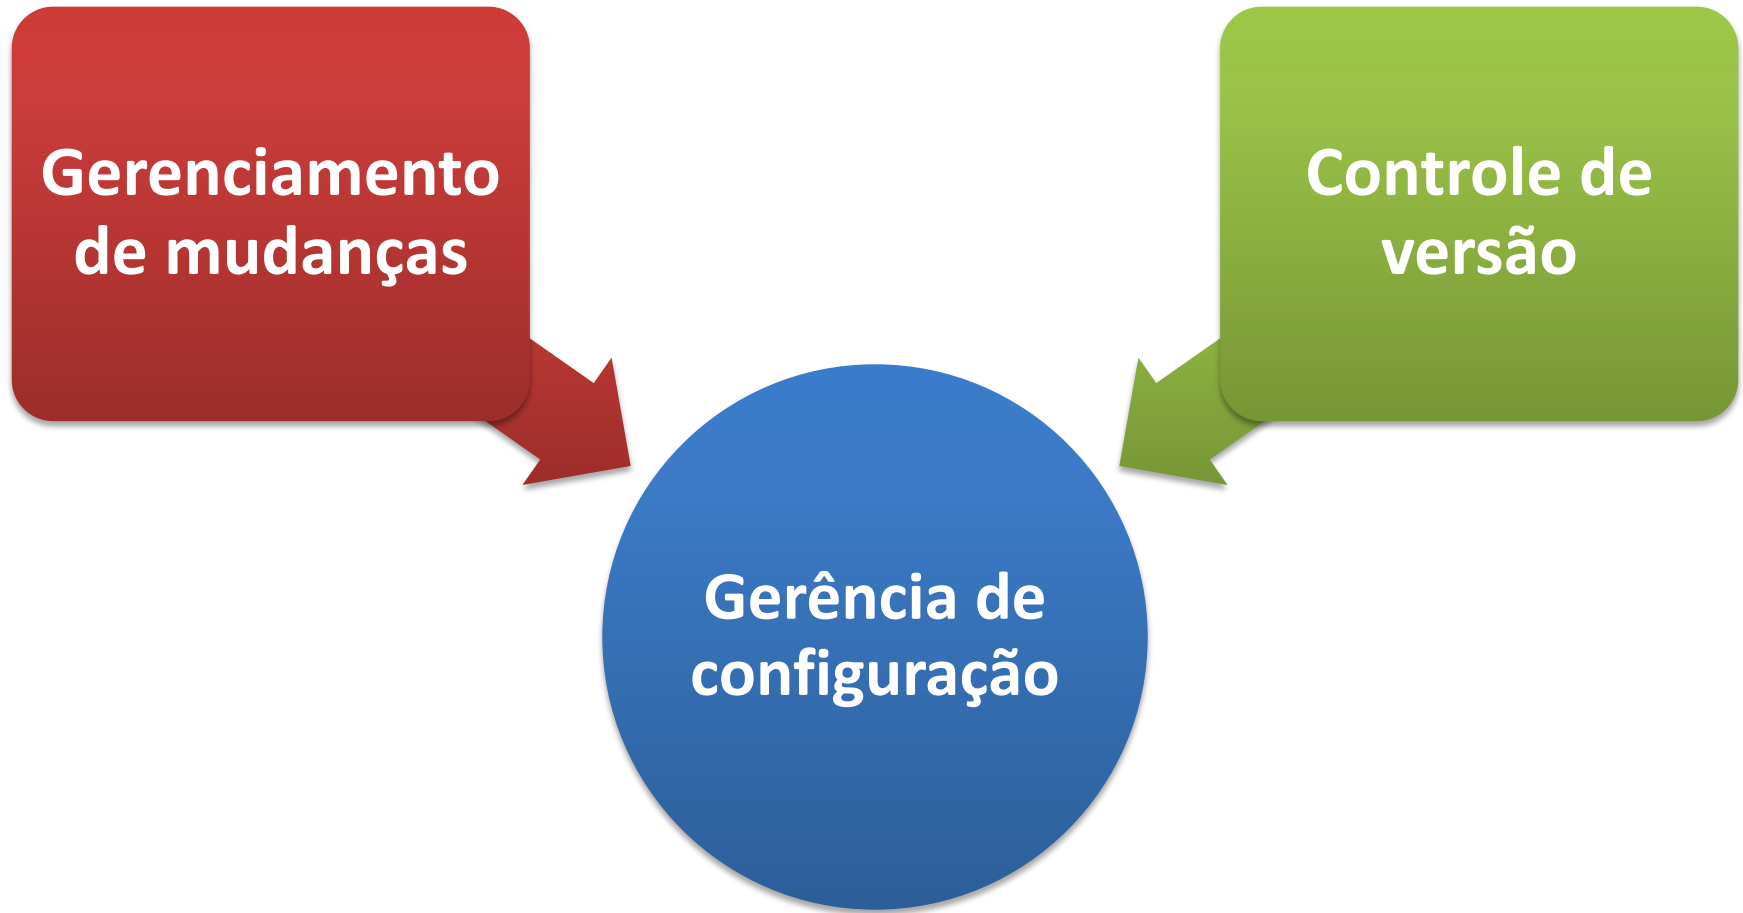 Gerenciamento
de mudanças
Controle de
versão
Gerência de
configuração